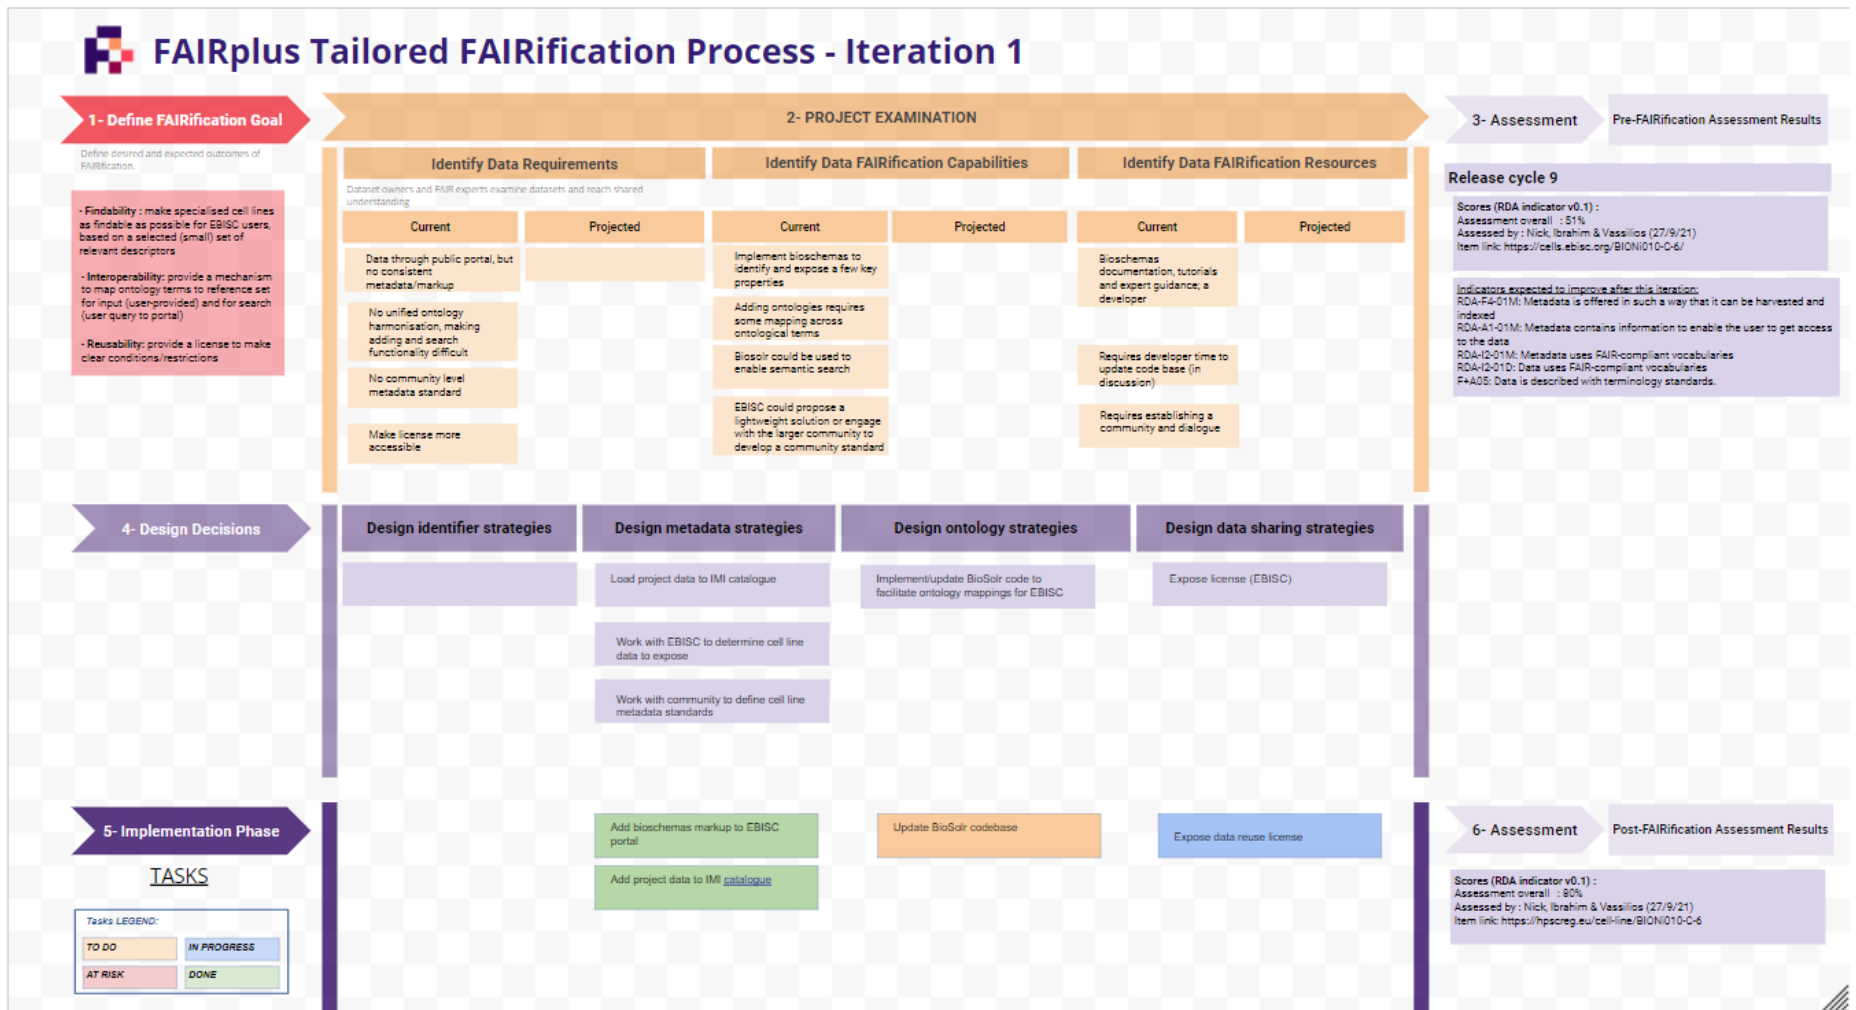 FAIRplus Tailored FAIRification Process - Iteration 1
1- Define FAIRification Goal
Define desired and expected outcomes of
FAIRification.
- Findability : make specialised cell lines
as findable as possible for EBISC users,
based on a selected (small) set of
relevant descriptors
- Interoperability: provide a mechanism
to map ontology terms to reference set
for input (user-provided) and for search
(user query to portal)
- Reusability: provide a license to make
clear conditions/restrictions
2- PROJECT EXAMINATION
Identify Data Requirements
Dataset owners and FAIR experts examine datasets and reach shared
understanding
Current
Projected
Data through public portal, but
no consistent
metadata/markup
No unified ontology
harmonisation, making
adding and search
functionality difficult
No community level
metadata standard
Make license more
accessible
Identify Data FAIRification Capabilities
Current
Projected
Implement bioschemas to
identify and expose a few key
properties
Adding ontologies requires
some mapping across
ontological terms
Biosolr could be used to
enable semantic search
EBISC could propose a
lightweight solution or engage
with the larger community to
develop a community standard
Identify Data FAIRification Resources
Current
Projected
Bioschemas
documentation, tutorials
and expert guidance; a
developer
Requires developer time to
update code base (in
discussion)
Requires establishing a
community and dialogue
3- Assessment
Pre-FAIRification Assessment Results
Release cycle 9
Scores (RDA indicator v0.1) :
Assessment overall : 51%
Assessed by : Nick, Ibrahim & Vassilios (27/9/21)
Item link: https://cells.ebisc.org/BIONi010-C-6/
Indicators expected to improve after this iteration:
RDA-F4-01M: Metadata is offered in such a way that it can be harvested and
indexed
RDA-A1-01M: Metadata contains information to enable the user to get access
to the data
RDA-I2-01M: Metadata uses FAIR-compliant vocabularies
RDA-I2-01D: Data uses FAIR-compliant vocabularies
F+A05: Data is described with terminology standards.
4- Design Decisions
Design identifier strategies
Design metadata strategies
Load project data to IMI catalogue
Work with EBISC to determine cell line
data to expose
Work with community to define cell line
metadata standards
Design ontology strategies
Implement/update BioSolr code to
facilitate ontology mappings for EBISC
Design data sharing strategies
Expose license (EBISC)
5- Implementation Phase
TASKS
Tasks LEGEND:
TO DO
IN PROGRESS
AT RISK
DONE
Add bioschemas markup to EBISC
portal
Add project data to IMI catalogue
Update BioSolr codebase
Expose data reuse license
6- Assessment
Post-FAIRification Assessment Results
Scores (RDA indicator v0.1) :
Assessment overall : 80%
Assessed by : Nick, Ibrahim & Vassilios (27/9/21)
Item link: https://hpscreg.eu/cell-line/BIONi010-C-6